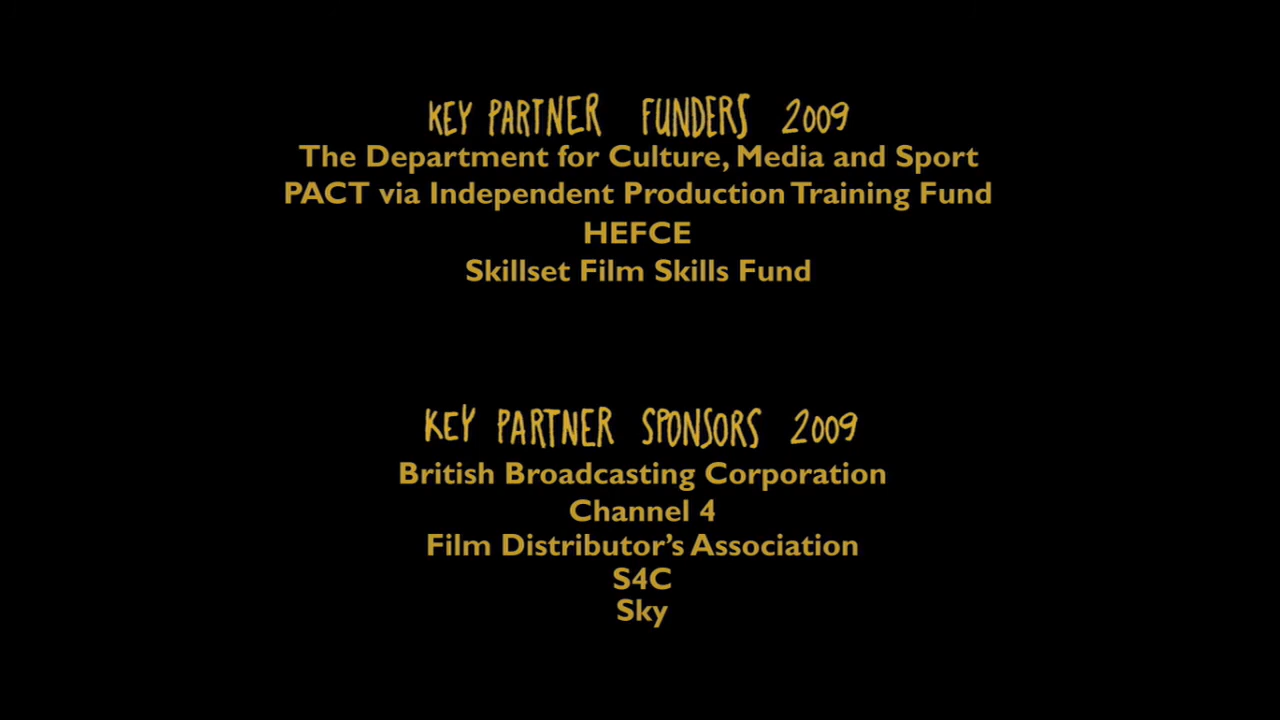 KEY PARTNER FUNDERS 2009
The Department for Culture, Media and Sport
PACT via Independent Production Training Fund
HEFCE
Skillset Film Skills Fund
KEY PARTNER SPONSORS 2009
British Broadcasting Corporation
Channel 4
Film Distributor’s Association
S4C
Sky